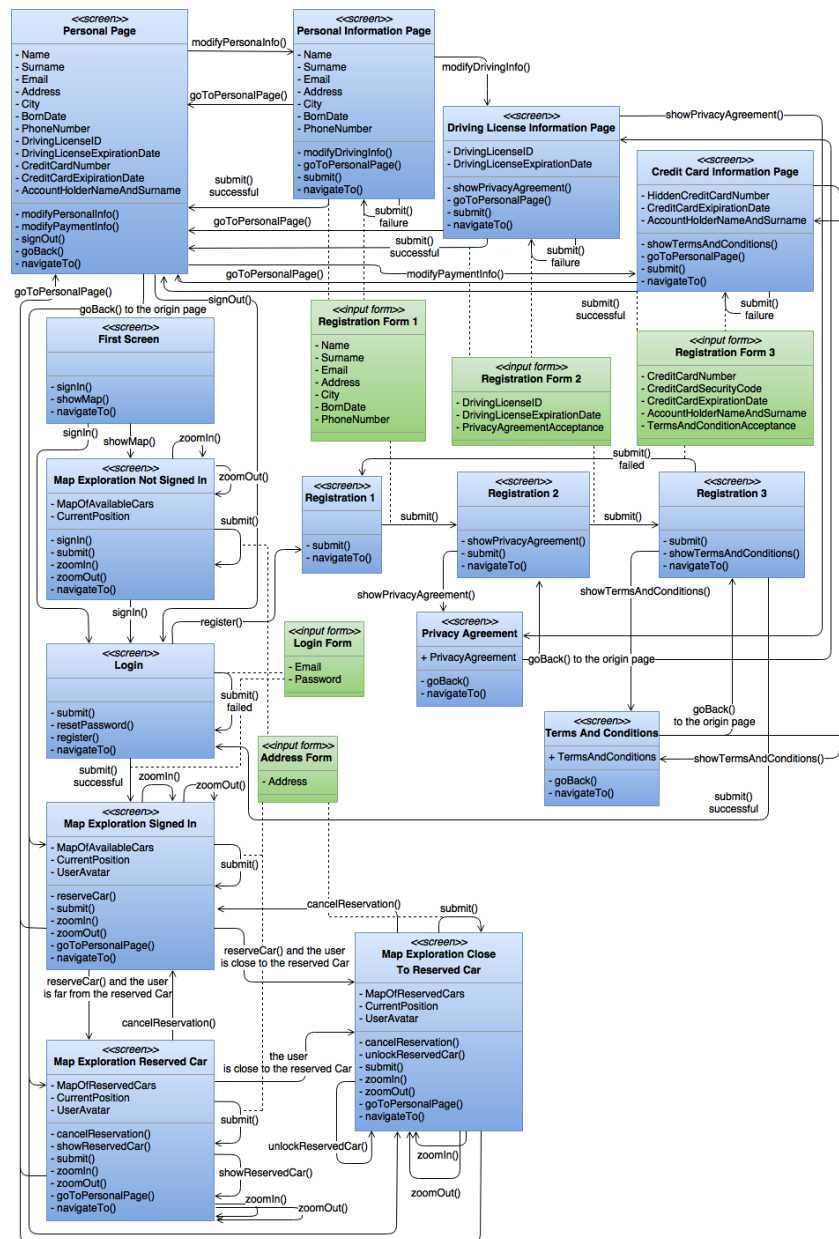 <<screen>>
Personal Page
- Name
- Surname
- Email
- Address
- City
- BornDate
- PhoneNumber
- DrivingLicenseID
- DrivingLicenseExpirationDate
- CreditCardNumber
- CreditCardExipirationDate
- AccountHolderNameAndSurname
- modifyPersonalInfo()
- modifyPaymentInfo()
- signOut()
- goBack()
- navigateTo()
modifyPersonaInfo()
goToPersonalPage()
submit()
successful
goToPersonalPage()
submit()
successful
goToPersonalPage()
modifyPaymentInfo()
<<screen>>
Personal Information Page
- Name
- Surname
- Email
- Address
- City
- BornDate
- PhoneNumber
- modifyDrivingInfo()
- goToPersonalPage()
- submit()
- navigateTo()
submit()
failure
modifyDrivingInfo()
<<screen>>
Driving License Information Page
- DrivingLicenseID
- DrivingLicenseExpirationDate
- showPrivacyAgreement()
- goToPersonalPage()
- submit()
- navigateTo()
submit()
failure
showPrivacyAgreement()
<<screen>>
Credit Card Information Page
- HiddenCreditCardNumber
- CreditCardExpirationDate
- AccountHolderNameAndSurname
- showTermsAndConditions()
- goToPersonalPage()
- submit()
- navigateTo()
submit()
successful
submit()
failure
goToPersonalPage()
signOut()
goBack() to the origin page
<<screen>>
First Screen
- signIn()
- showMap()
- navigateTo()
signIn()
showMap()
zoomIn()
<<input form>>
Registration Form 1
- Name
- Surname
- Email
- Address
- City
- BornDate
- PhoneNumber
<<input form>>
Registration Form 2
- DrivingLicenseID
- DrivingLicenseExpirationDate
- PrivacyAgreementAcceptance
<<input form>>
Registration Form 3
- CreditCardNumber
- CreditCardSecurityCode
- CreditCardExpirationDate
- AccountHolderNameAndSurname
- TermsAndConditionAcceptance
<<screen>>
Map Exploration Not Signed In
- MapOfAvailableCars
- CurrentPosition
- signIn()
- submit()
- zoomIn()
- zoomOut()
- navigateTo()
zoomOut()
submit()
signIn()
submit()
failed
<<screen>>
Registration 1
- submit()
- navigateTo()
submit()
<<screen>>
Registration 2
- showPrivacyAgreement()
- submit()
- navigateTo()
submit()
<<screen>>
Registration 3
- submit()
- showTermsAndConditions()
- navigateTo()
showPrivacyAgreement()
showTermsAndConditions()
register()
<<screen>>
Login
- submit()
- resetPassword()
- register()
- navigateTo()
submit()
failed
<<input form>>
Login Form
- Email
- Password
<<screen>>
Privacy Agreement
+ PrivacyAgreement
- goBack()
- navigateTo()
goBack() to the origin page
goBack()
to the origin page
<<screen>>
Terms And Conditions
+ TermsAndConditions
- goBack()
- navigateTo()
showTermsAndConditions()
submit()
successful
<<input form>>
Address Form
- Address
submit()
successful
zoomIn()
zoomOut()
<<screen>>
Map Exploration Signed In
- MapOfAvailableCars
- CurrentPosition
- UserAvatar
- reserveCar()
- submit()
- zoomIn()
- zoomOut()
- goToPersonalPage()
- navigateTo()
submit()
cancelReservation()
submit()
reserveCar() and the user
is close to the reserved Car
reserveCar() and the user
is far from the reserved Car
cancelReservation()
<<screen>>
Map Exploration Close
To Reserved Car
- MapOfReservedCars
- CurrentPosition
- UserAvatar
- cancelReservation()
- unlockReservedCar()
- submit()
- zoomIn()
- zoomOut()
- goToPersonalPage()
- navigateTo()
the user
is close to the reserved Car
unlockReservedCar()
zoomIn()
zoomOut()
<<screen>>
Map Exploration Reserved Car
- MapOfReservedCars
- CurrentPosition
- UserAvatar
- cancelReservation()
- showReservedCar()
- submit()
- zoomIn()
- zoomOut()
- goToPersonalPage()
- navigateTo()
submit()
showReservedCar()
zoomIn()
zoomOut()